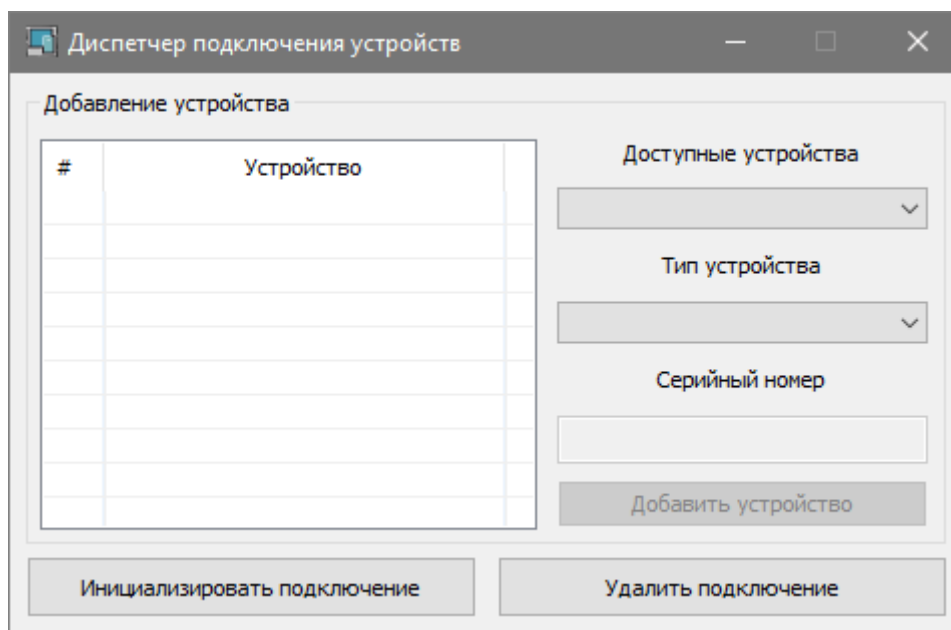 Диспетчер подключения устройств
Добавление устройства
# Устройство
Доступные устройства
Тип устройства
Серийный номер
Добавить устройство
Инициализировать подключение
Удалить подключение